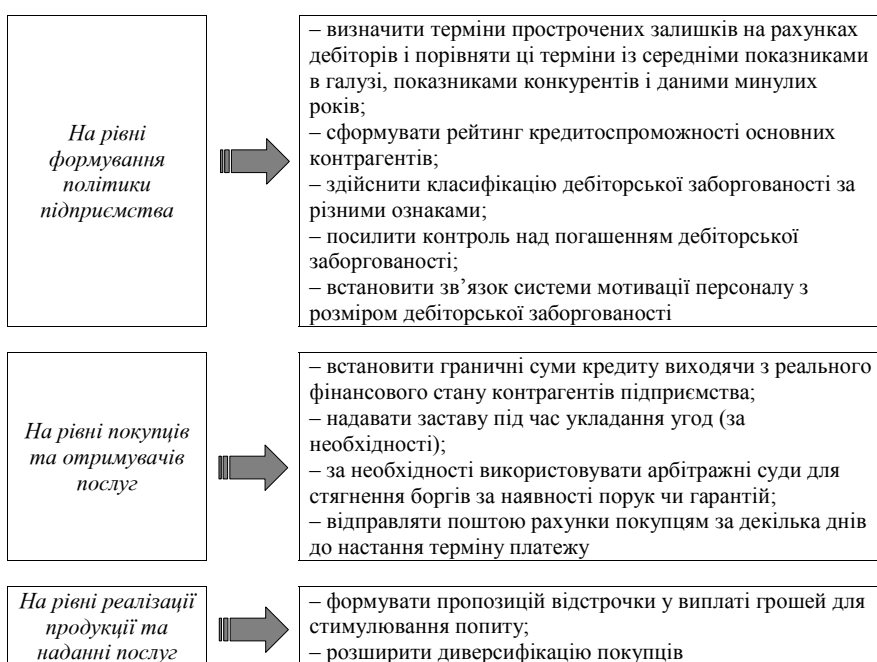 На рівні
формування
політики
підприємства
– визначити терміни прострочених залишків на рахунках
дебіторів і порівняти ці терміни із середніми показниками
в галузі, показниками конкурентів і даними минулих
років;
– сформувати рейтинг кредитоспроможності основних
контрагентів;
– здійснити класифікацію дебіторської заборгованості за
різними ознаками;
– посилити контроль над погашенням дебіторської
заборгованості;
– встановити зв’язок системи мотивації персоналу з
розміром дебіторської заборгованості
На рівні покупців
та отримувачів
послуг
– встановити граничні суми кредиту виходячи з реального
фінансового стану контрагентів підприємства;
– надавати заставу під час укладання угод (за
необхідності);
– за необхідності використовувати арбітражні суди для
стягнення боргів за наявності порук чи гарантій;
– відправляти поштою рахунки покупцям за декілька днів
до настання терміну платежу
На рівні реалізації
продукції та
наданні послуг
– формувати пропозицій відстрочки у виплаті грошей для
стимулювання попиту;
– розширити диверсифікацію покупців